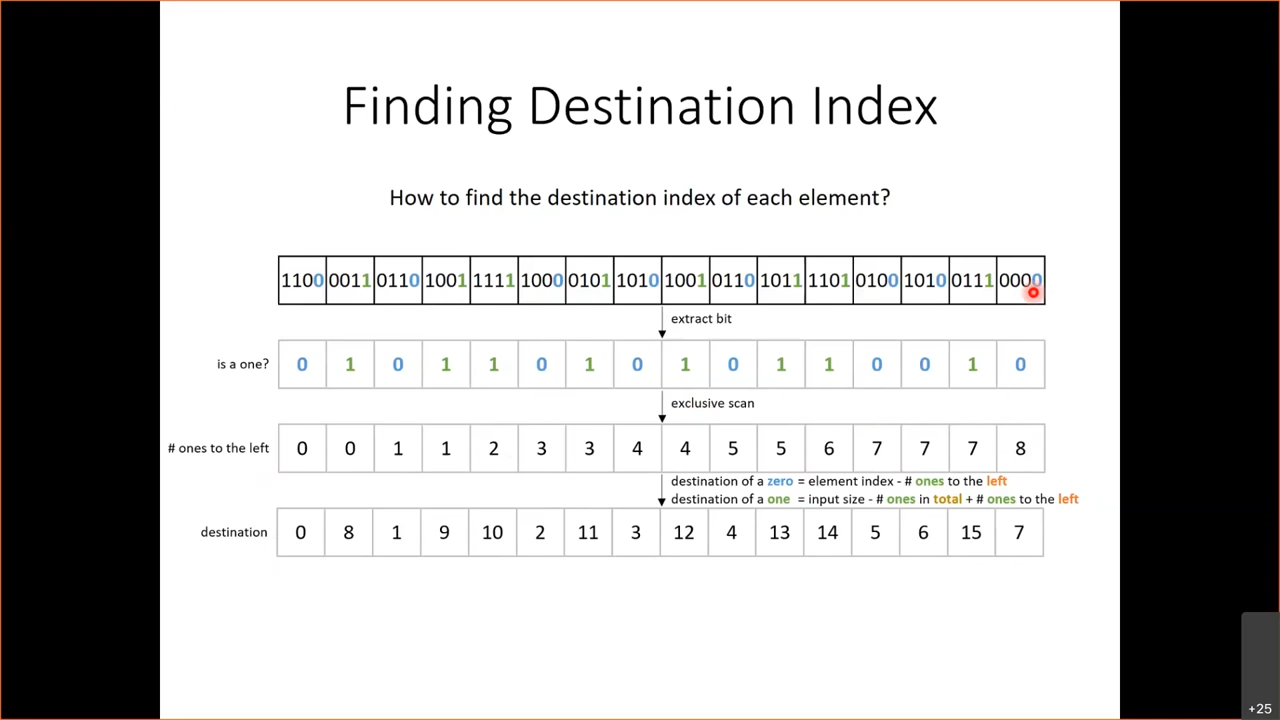 Finding Destination Index
How to find the destination index of each element?
1100 0011 0110 1001 1111 1000 0101 1010 1001 0110 1011 1101 0100 1010 0111 0000
extract bit
is a one? 0 1 0 1 1 0 1 0 1 0 1 1 0 0 1 0
exclusive scan
# ones to the left 0 0 1 1 2 3 3 4 4 5 5 6 7 7 7 8
destination of a zero = element index - # ones to the left
destination of a one = input size - # ones in total + # ones to the left
destination 0 8 1 9 10 2 11 3 12 4 13 14 5 6 15 7
+25